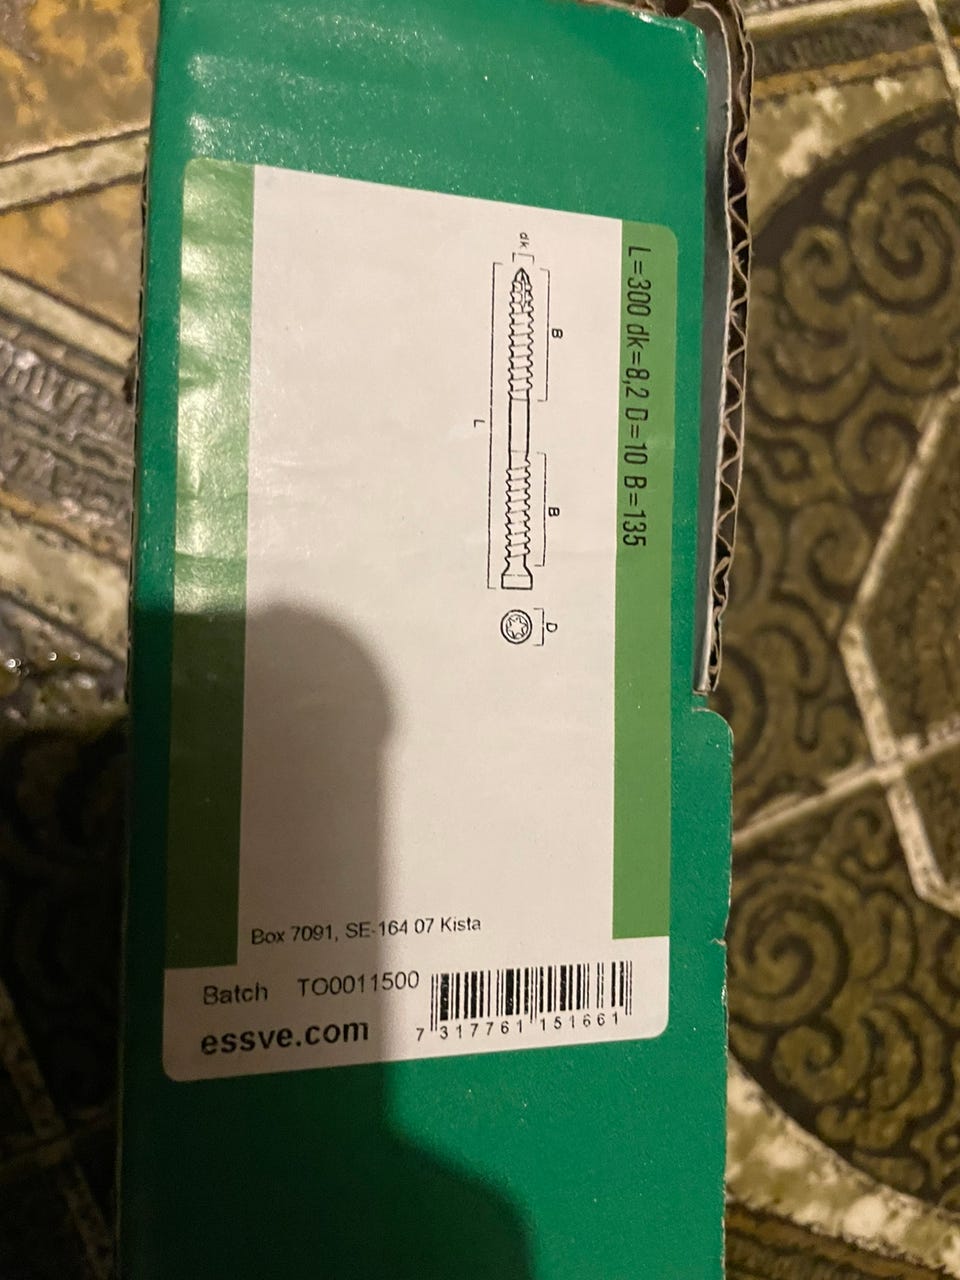 L=300 dk=8,2 D=10 B=135
dk
B
L
B
D
Box 7091, SE-164 07 Kista
Batch TO0011500
essve.com
7 317761 151661